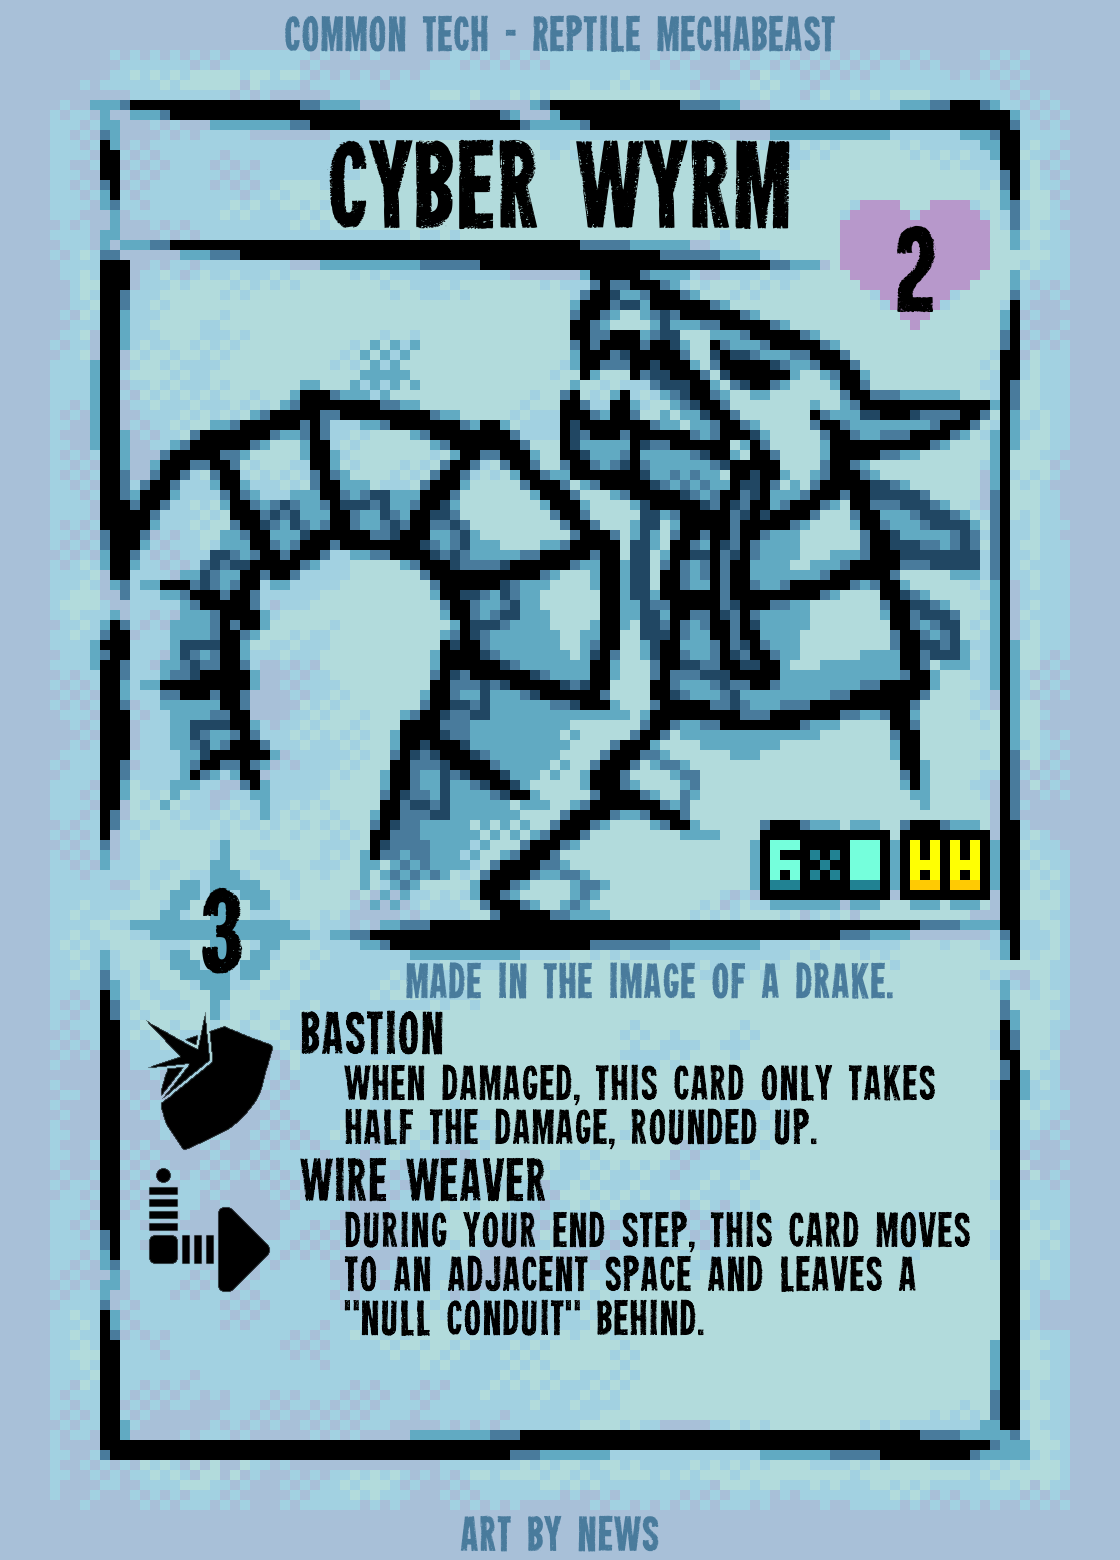 COMMON TECH - REPTILE MECHABEAST
CYBER WYRM
2
6
3
MADE IN THE IMAGE OF A DRAKE.
BASTION
WHEN DAMAGED, THIS CARD ONLY TAKES
HALF THE DAMAGE, ROUNDED UP.
WIRE WEAVER
DURING YOUR END STEP, THIS CARD MOVES
TO AN ADJACENT SPACE AND LEAVES A
"NULL CONDUIT" BEHIND.
ART BY NEWS